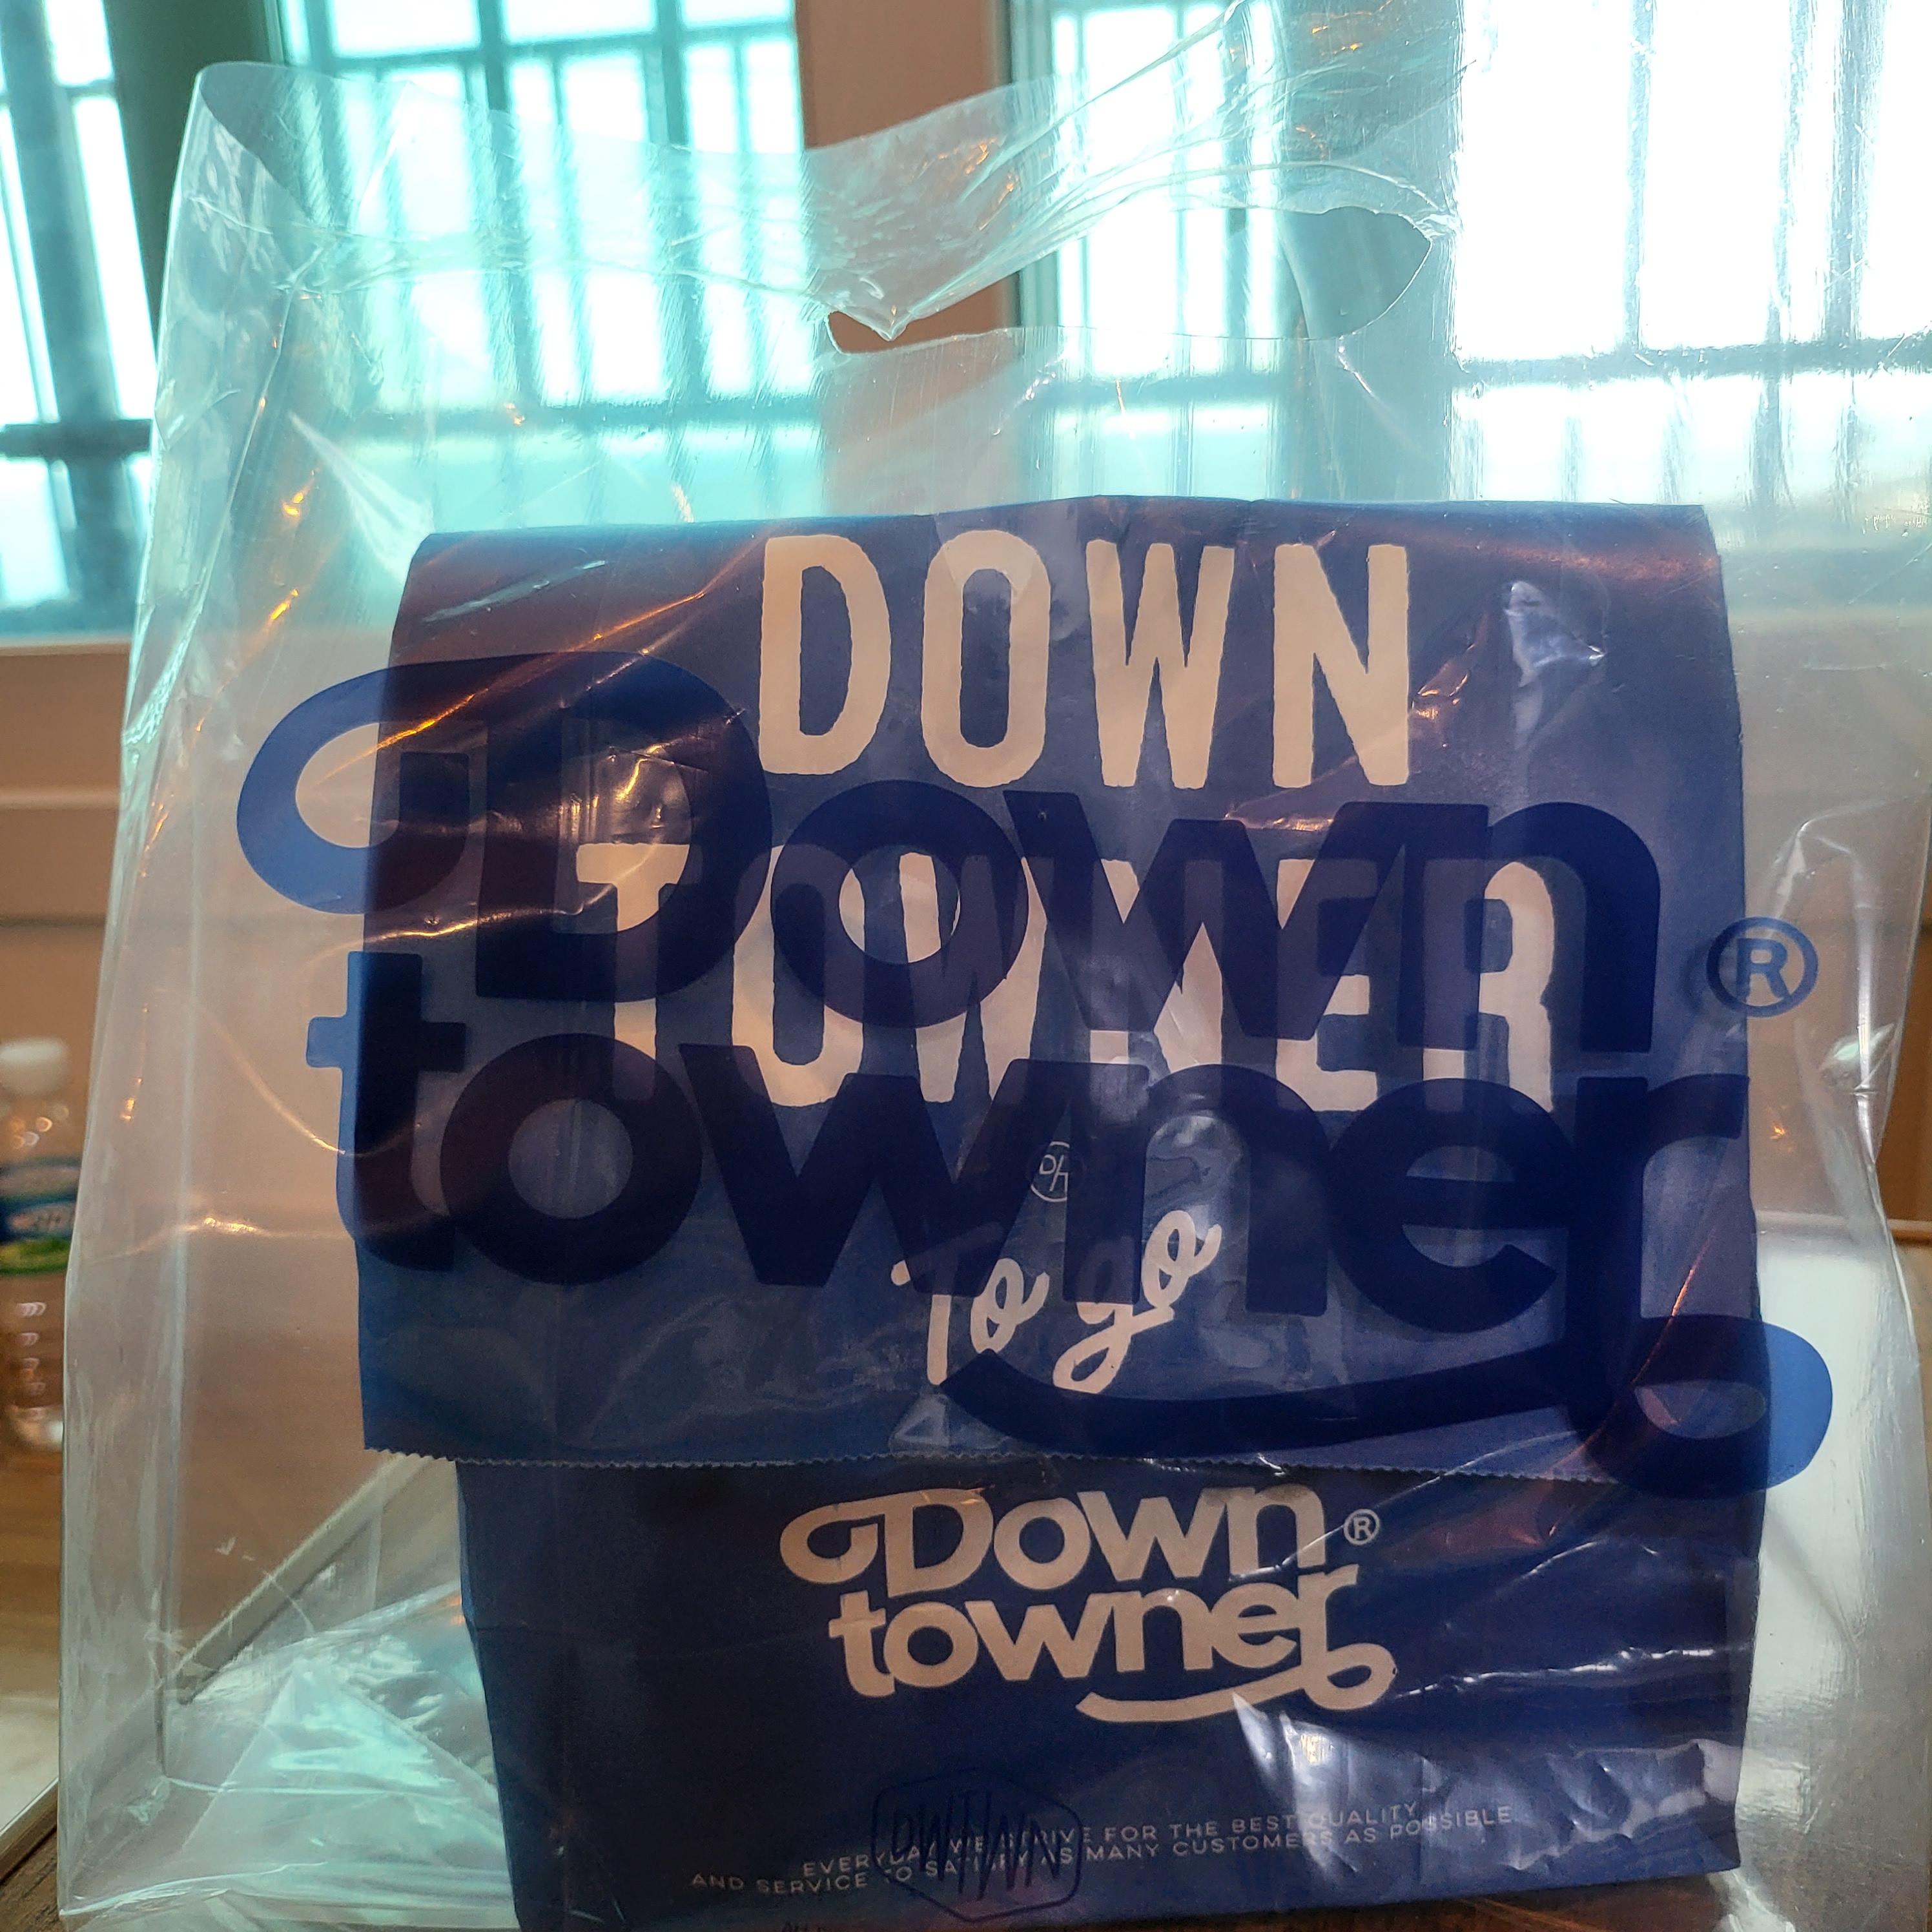 DOWN
TOWNER
Down
towner
®
To go
Down
towner
®
DWTWN
EVERYDAY WE STRIVE FOR THE BEST QUALITY
AND SERVICE TO SATISFY AS MANY CUSTOMERS AS POSSIBLE